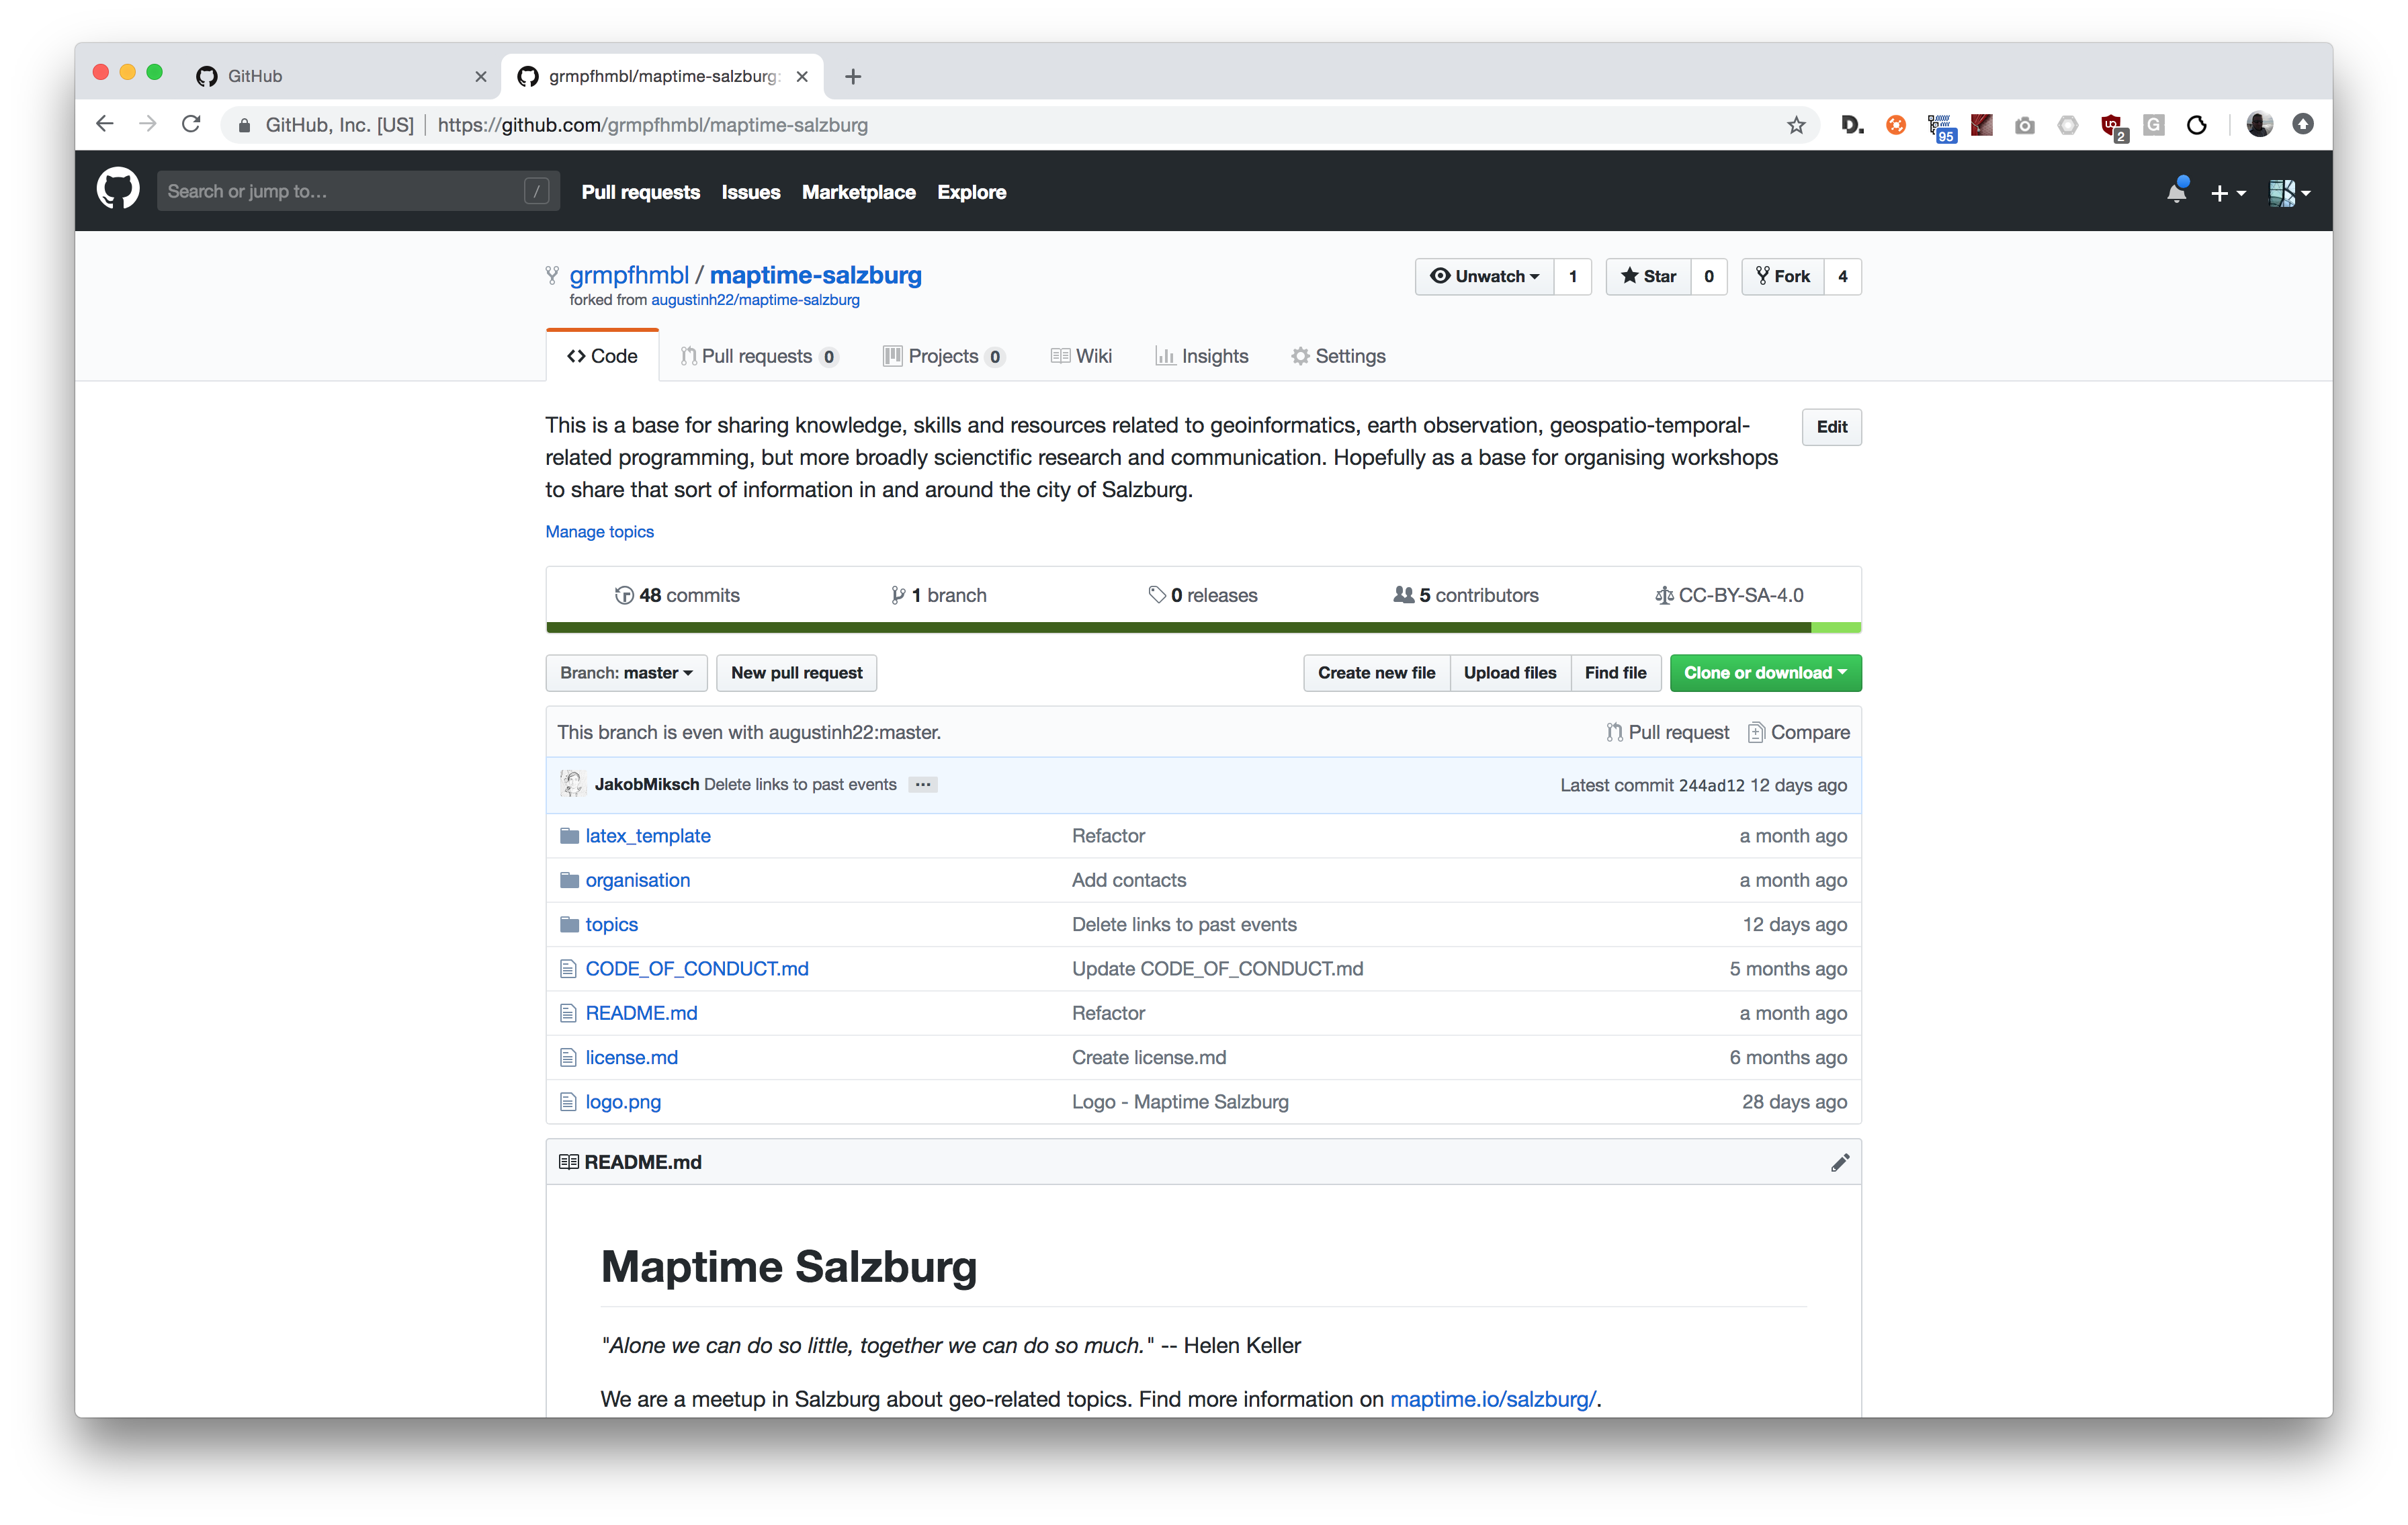 GitHub
grmpfhmbl/maptime-salzburg:
GitHub, Inc. [US] | https://github.com/grmpfhmbl/maptime-salzburg
D. 95 2 G
Search or jump to… / Pull requests Issues Marketplace Explore
grmpfhmbl / maptime-salzburg
Unwatch 1 Star 0 Fork 4
forked from augustinh22/maptime-salzburg
Code Pull requests 0 Projects 0 Wiki Insights Settings
This is a base for sharing knowledge, skills and resources related to geoinformatics, earth observation, geospatio-temporal-
related programming, but more broadly scienctific research and communication. Hopefully as a base for organising workshops
to share that sort of information in and around the city of Salzburg.
Edit
Manage topics
48 commits 1 branch 0 releases 5 contributors CC-BY-SA-4.0
Branch: master New pull request Create new file Upload files Find file Clone or download
This branch is even with augustinh22:master. Pull request Compare
JakobMiksch Delete links to past events … Latest commit 244ad12 12 days ago
latex_template Refactor a month ago
organisation Add contacts a month ago
topics Delete links to past events 12 days ago
CODE_OF_CONDUCT.md Update CODE_OF_CONDUCT.md 5 months ago
README.md Refactor a month ago
license.md Create license.md 6 months ago
logo.png Logo - Maptime Salzburg 28 days ago
README.md
Maptime Salzburg
"Alone we can do so little, together we can do so much." -- Helen Keller
We are a meetup in Salzburg about geo-related topics. Find more information on maptime.io/salzburg/.